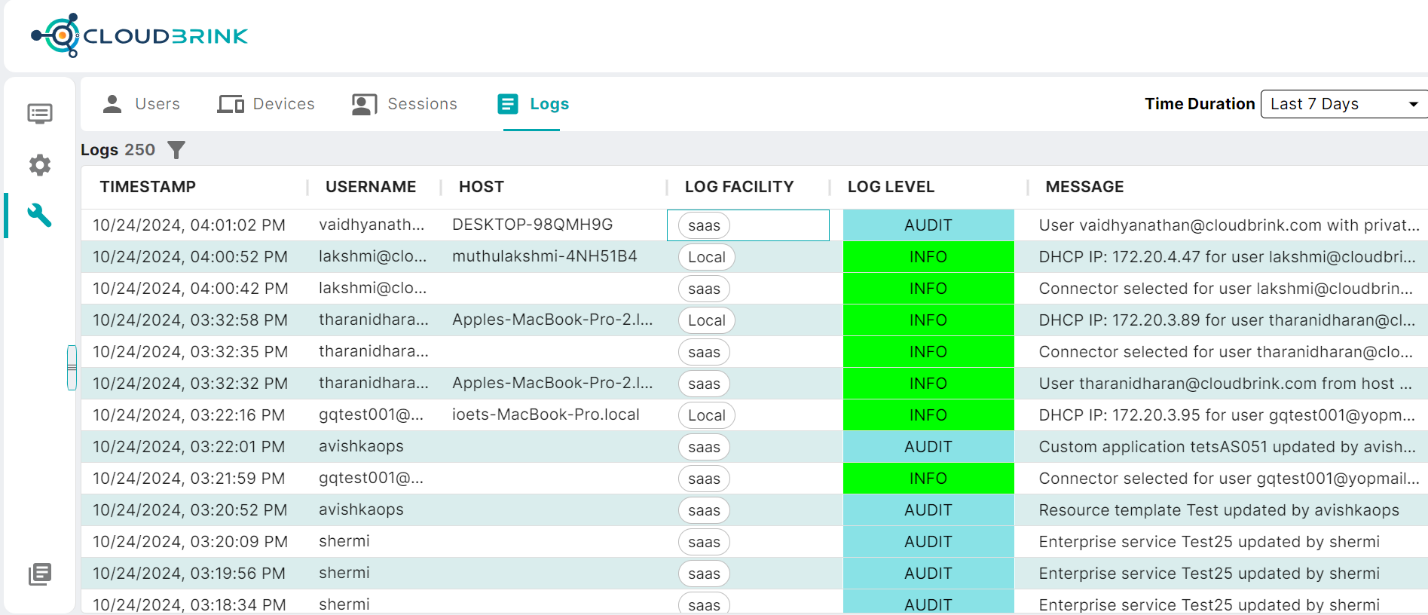 CLOUDBRINK
Users Devices Sessions Logs Time Duration Last 7 Days
Logs 250
TIMESTAMP USERNAME HOST LOG FACILITY LOG LEVEL MESSAGE
10/24/2024, 04:01:02 PM vaidhyanath... DESKTOP-98QMH9G saas AUDIT User vaidhyanathan@cloudbrink.com with privat...
10/24/2024, 04:00:52 PM lakshmi@clo... muthulakshmi-4NH51B4 Local INFO DHCP IP: 172.20.4.47 for user lakshmi@cloudbri...
10/24/2024, 04:00:42 PM lakshmi@clo... saas INFO Connector selected for user lakshmi@cloudbrin...
10/24/2024, 03:32:58 PM tharanidhara... Apples-MacBook-Pro-2.l... Local INFO DHCP IP: 172.20.3.89 for user tharanidharan@cl...
10/24/2024, 03:32:35 PM tharanidhara... saas INFO Connector selected for user tharanidharan@clo...
10/24/2024, 03:32:32 PM tharanidhara... Apples-MacBook-Pro-2.l... saas INFO User tharanidharan@cloudbrink.com from host ...
10/24/2024, 03:22:16 PM gqtest001@... ioets-MacBook-Pro.local Local INFO DHCP IP: 172.20.3.95 for user gqtest001@yopm...
10/24/2024, 03:22:01 PM avishkaops saas AUDIT Custom application tetsAS051 updated by avish...
10/24/2024, 03:21:59 PM gqtest001@... saas INFO Connector selected for user gqtest001@yopmail...
10/24/2024, 03:20:52 PM avishkaops saas AUDIT Resource template Test updated by avishkaops
10/24/2024, 03:20:09 PM shermi saas AUDIT Enterprise service Test25 updated by shermi
10/24/2024, 03:19:56 PM shermi saas AUDIT Enterprise service Test25 updated by shermi
10/24/2024, 03:18:34 PM shermi saas AUDIT Enterprise service Test25 updated by shermi